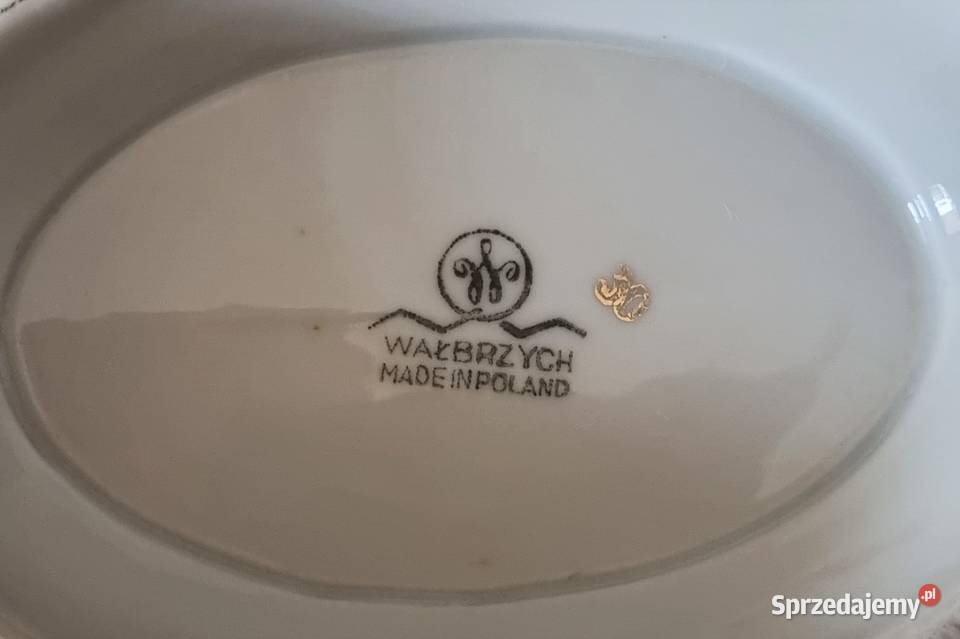 W
WAŁBRZYCH
MADE IN POLAND
Sprzedajemy.pl